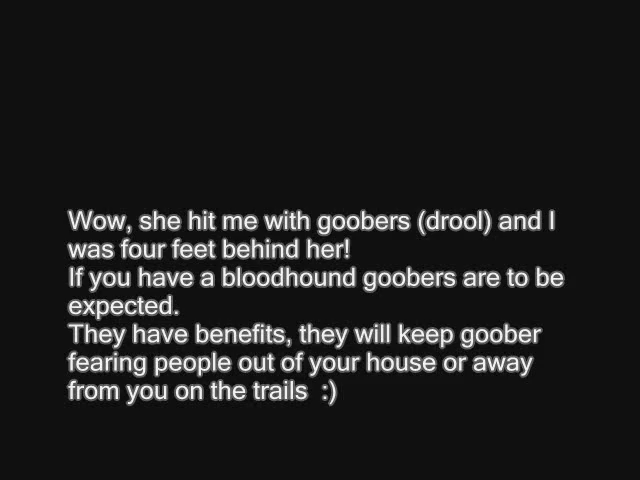 Wow, she hit me with goobers (drool) and I
was four feet behind her!
If you have a bloodhound goobers are to be
expected.
They have benefits, they will keep goober
fearing people out of your house or away
from you on the trails  :)